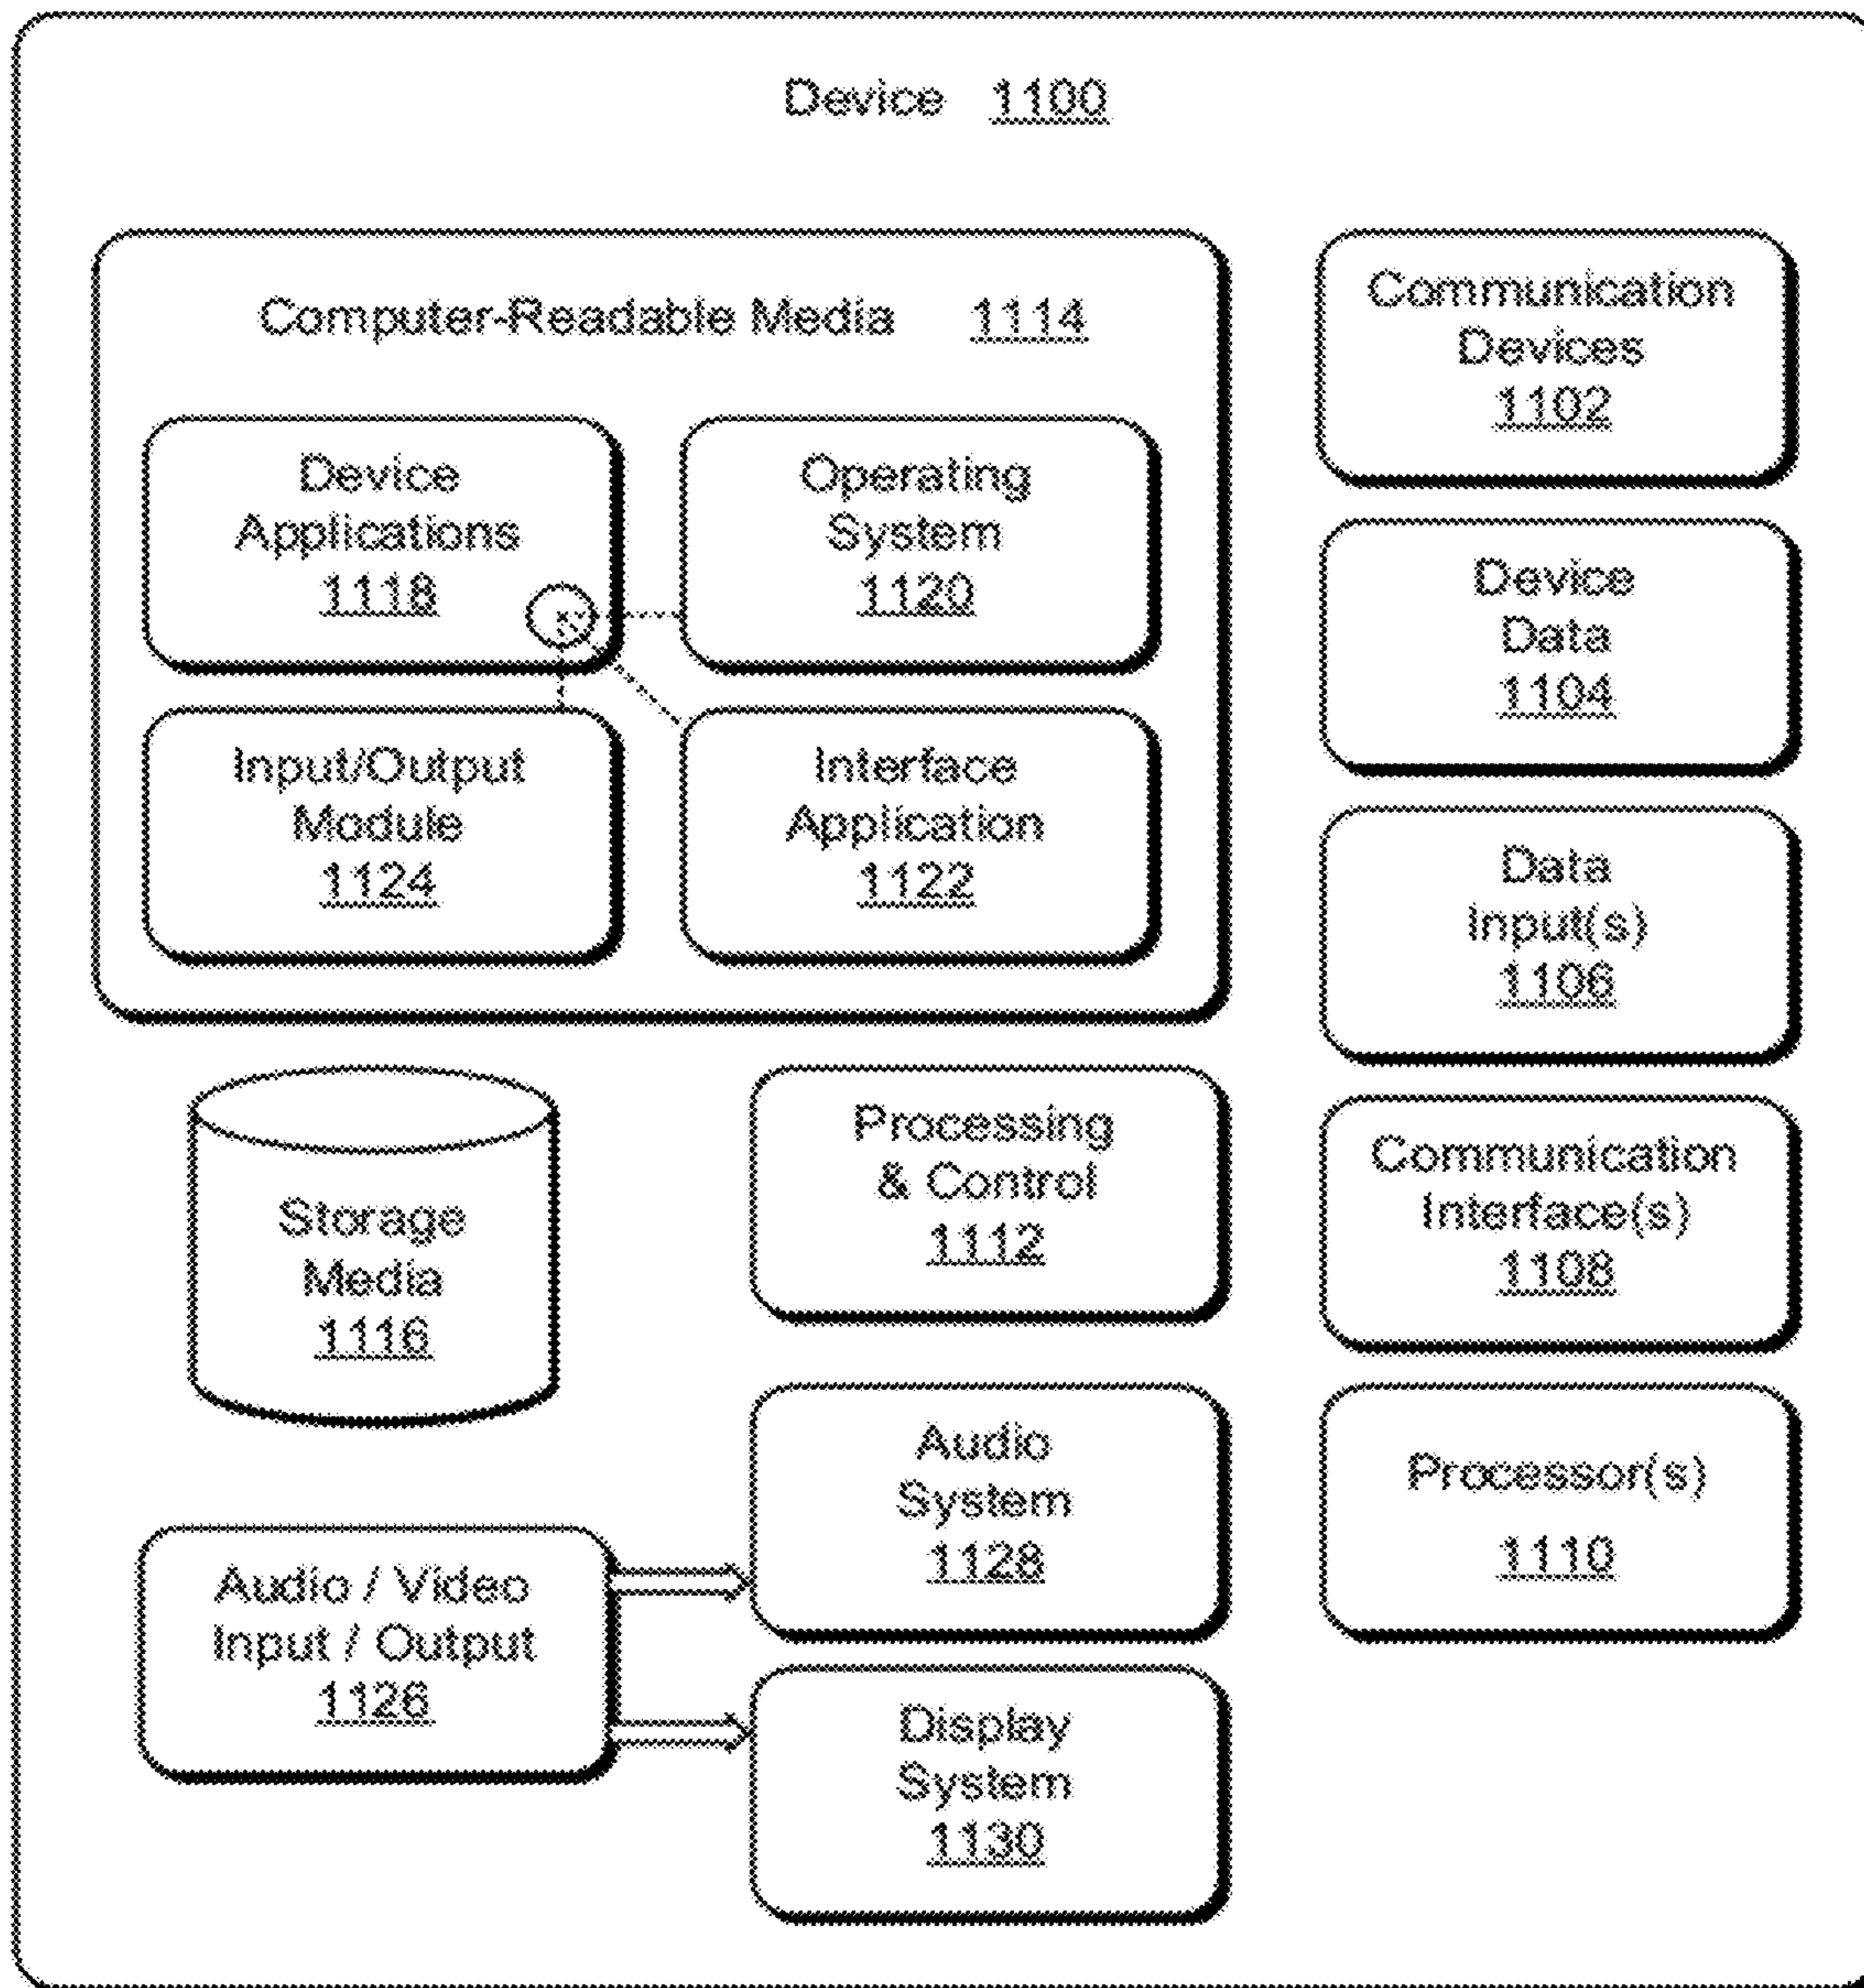 Device 1100
Computer-Readable Media 1114
Device
Applications
1118
Operating
System
1120
Input/Output
Module
1124
Interface
Application
1122
Communication
Devices
1102
Device
Data
1104
Data
Input(s)
1106
Communication
Interface(s)
1108
Processor(s)
1110
Storage
Media
1116
Processing
& Control
1112
Audio / Video
Input / Output
1126
Audio
System
1128
Display
System
1130